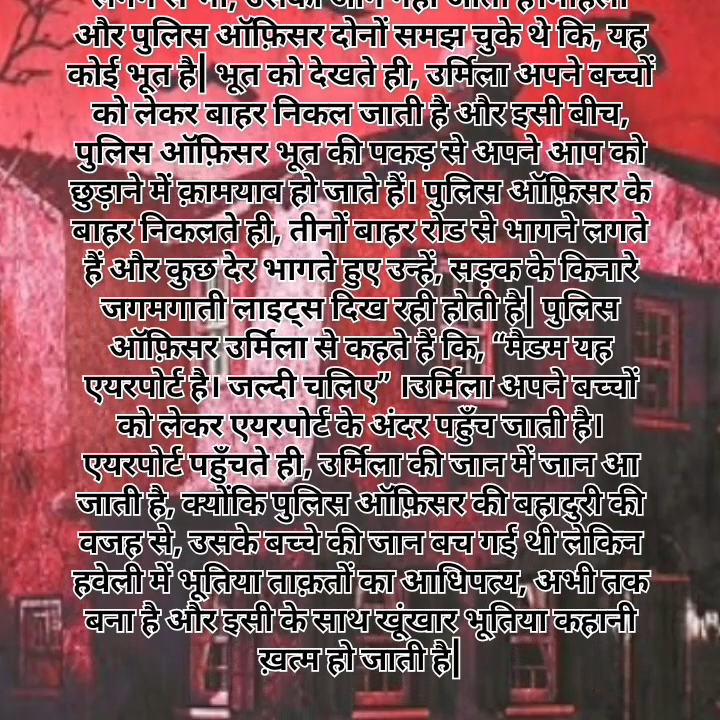 और पुलिस ऑफ़िसर दोनों समझ चुके थे कि, यह
कोई भूत है| भूत को देखते ही, उर्मिला अपने बच्चों
को लेकर बाहर निकल जाती है और इसी बीच,
पुलिस ऑफ़िसर भूत की पकड़ से अपने आप को
छुड़ाने में क़ामयाब हो जाते हैं। पुलिस ऑफ़िसर के
बाहर निकलते ही, तीनों बाहर रोड से भागने लगते
हैं और कुछ देर भागते हुए उन्हें, सड़क के किनारे
जगमगाती लाइट्स दिख रही होती है| पुलिस
ऑफ़िसर उर्मिला से कहते हैं कि, “मैडम यह
एयरपोर्ट है। जल्दी चलिए” ।उर्मिला अपने बच्चों
को लेकर एयरपोर्ट के अंदर पहुँच जाती है।
एयरपोर्ट पहुँचते ही, उर्मिला की जान में जान आ
जाती है, क्योंकि पुलिस ऑफ़िसर की बहादुरी की
वजह से, उसके बच्चे की जान बच गई थी लेकिन
हवेली में भूतिया ताक़तों का आधिपत्य, अभी तक
बना है और इसी के साथ खूंखार भूतिया कहानी
ख़त्म हो जाती है|